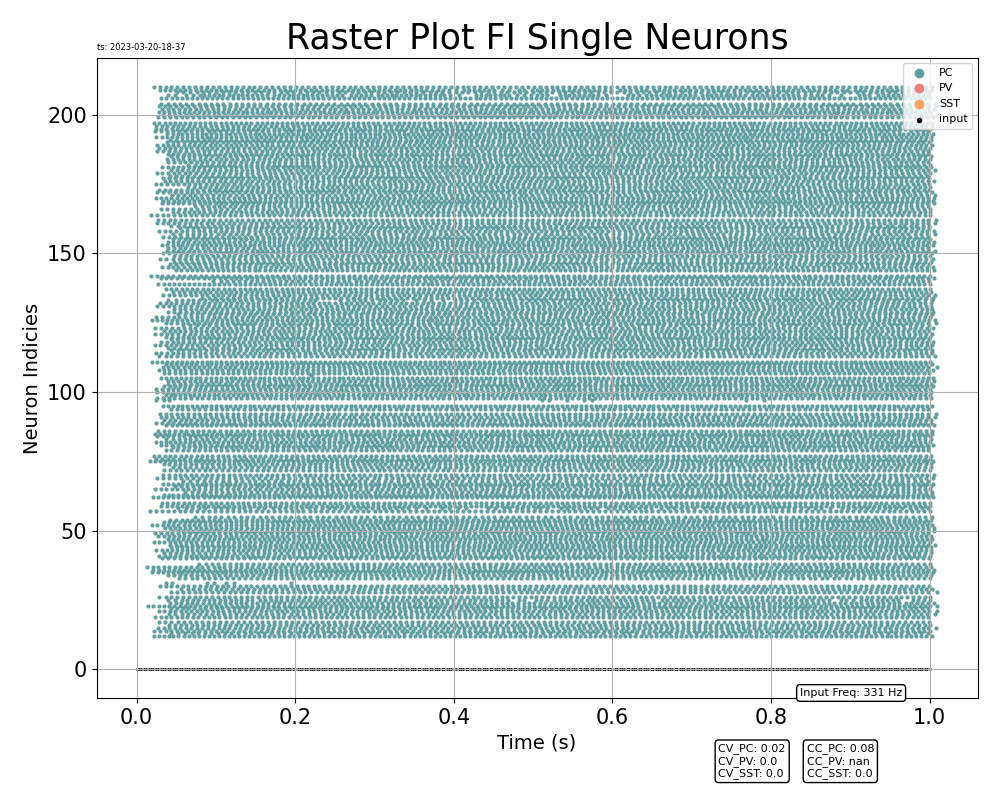 Raster Plot FI Single Neurons
ts: 2023-03-20-18-37
PC
PV
SST
input
200
150
100
50
0
Neuron Indicies
0.0 0.2 0.4 0.6 0.8 1.0
Time (s)
Input Freq: 331 Hz
CV_PC: 0.02
CV_PV: 0.0
CV_SST: 0.0
CC_PC: 0.08
CC_PV: nan
CC_SST: 0.0